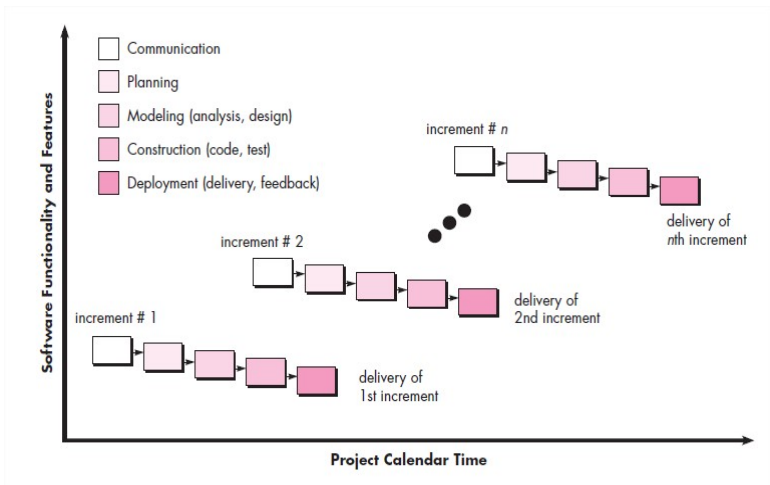 Communication
Planning
Modeling (analysis, design)
Construction (code, test)
Deployment (delivery, feedback)
increment # n
delivery of
nth increment
increment # 2
delivery of
2nd increment
increment # 1
delivery of
1st increment
Software Functionality and Features
Project Calendar Time